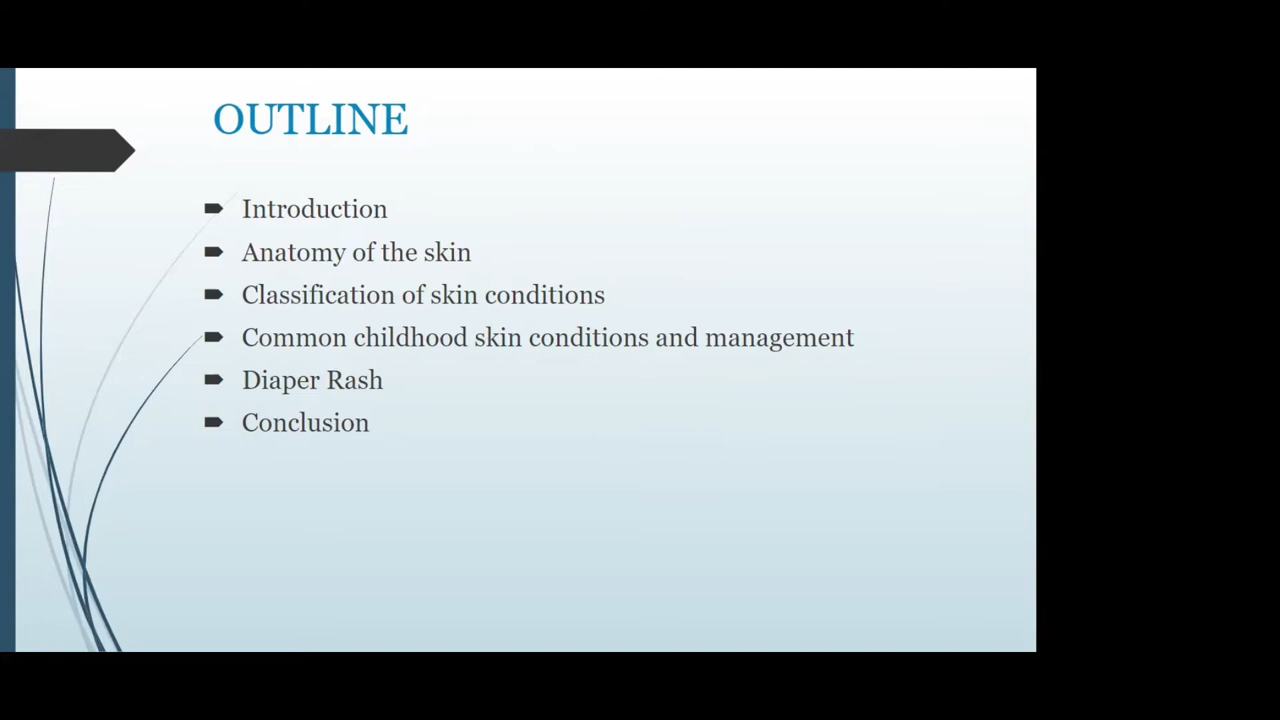 OUTLINE
Introduction
Anatomy of the skin
Classification of skin conditions
Common childhood skin conditions and management
Diaper Rash
Conclusion